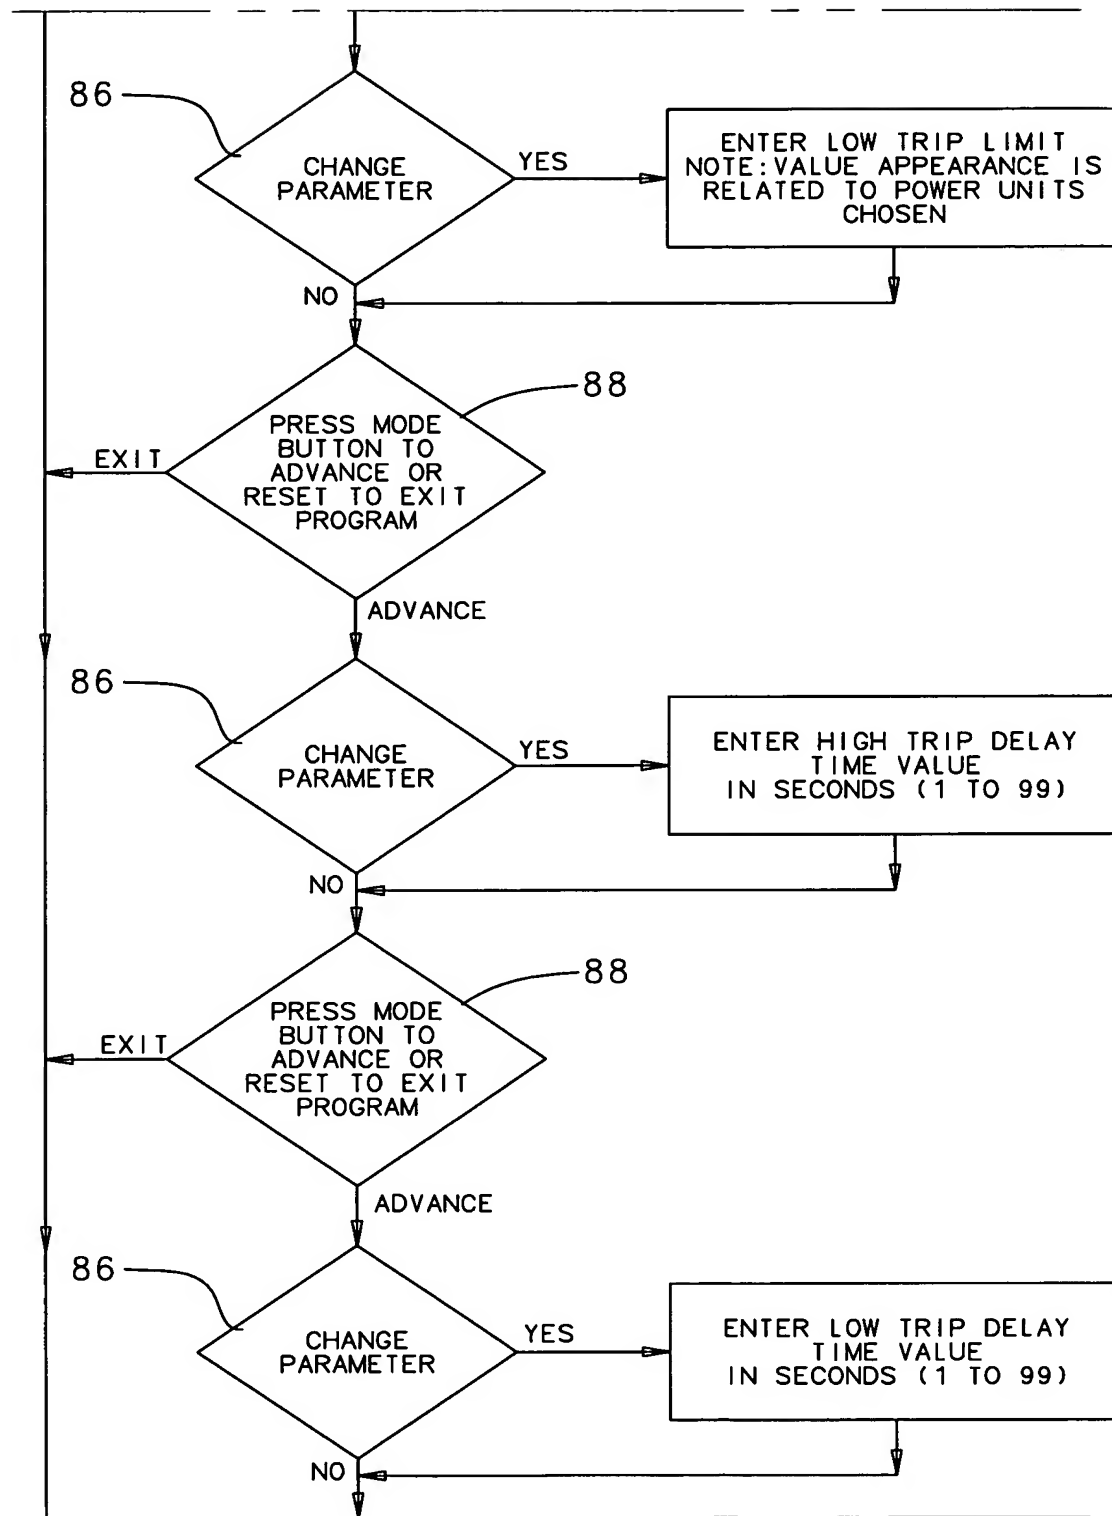 86
CHANGE
PARAMETER
YES
ENTER LOW TRIP LIMIT
NOTE:VALUE APPEARANCE IS
RELATED TO POWER UNITS
CHOSEN
NO
88
PRESS MODE
BUTTON TO
ADVANCE OR
RESET TO EXIT
PROGRAM
EXIT
ADVANCE
86
CHANGE
PARAMETER
YES
ENTER HIGH TRIP DELAY
TIME VALUE
IN SECONDS (1 TO 99)
NO
88
PRESS MODE
BUTTON TO
ADVANCE OR
RESET TO EXIT
PROGRAM
EXIT
ADVANCE
86
CHANGE
PARAMETER
YES
ENTER LOW TRIP DELAY
TIME VALUE
IN SECONDS (1 TO 99)
NO